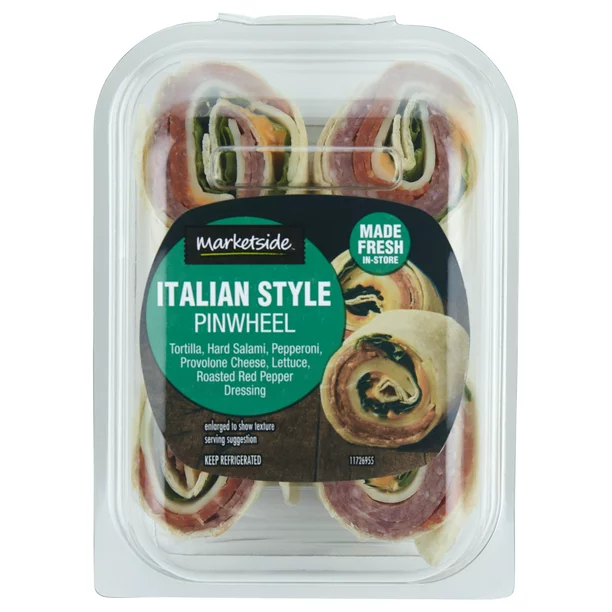 Marketside
MADE
FRESH
IN-STORE
ITALIAN STYLE
PINWHEEL
Tortilla, Hard Salami, Pepperoni,
Provolone Cheese, Lettuce,
Roasted Red Pepper
Dressing
enlarged to show texture
serving suggestion
KEEP REFRIGERATED
11726955